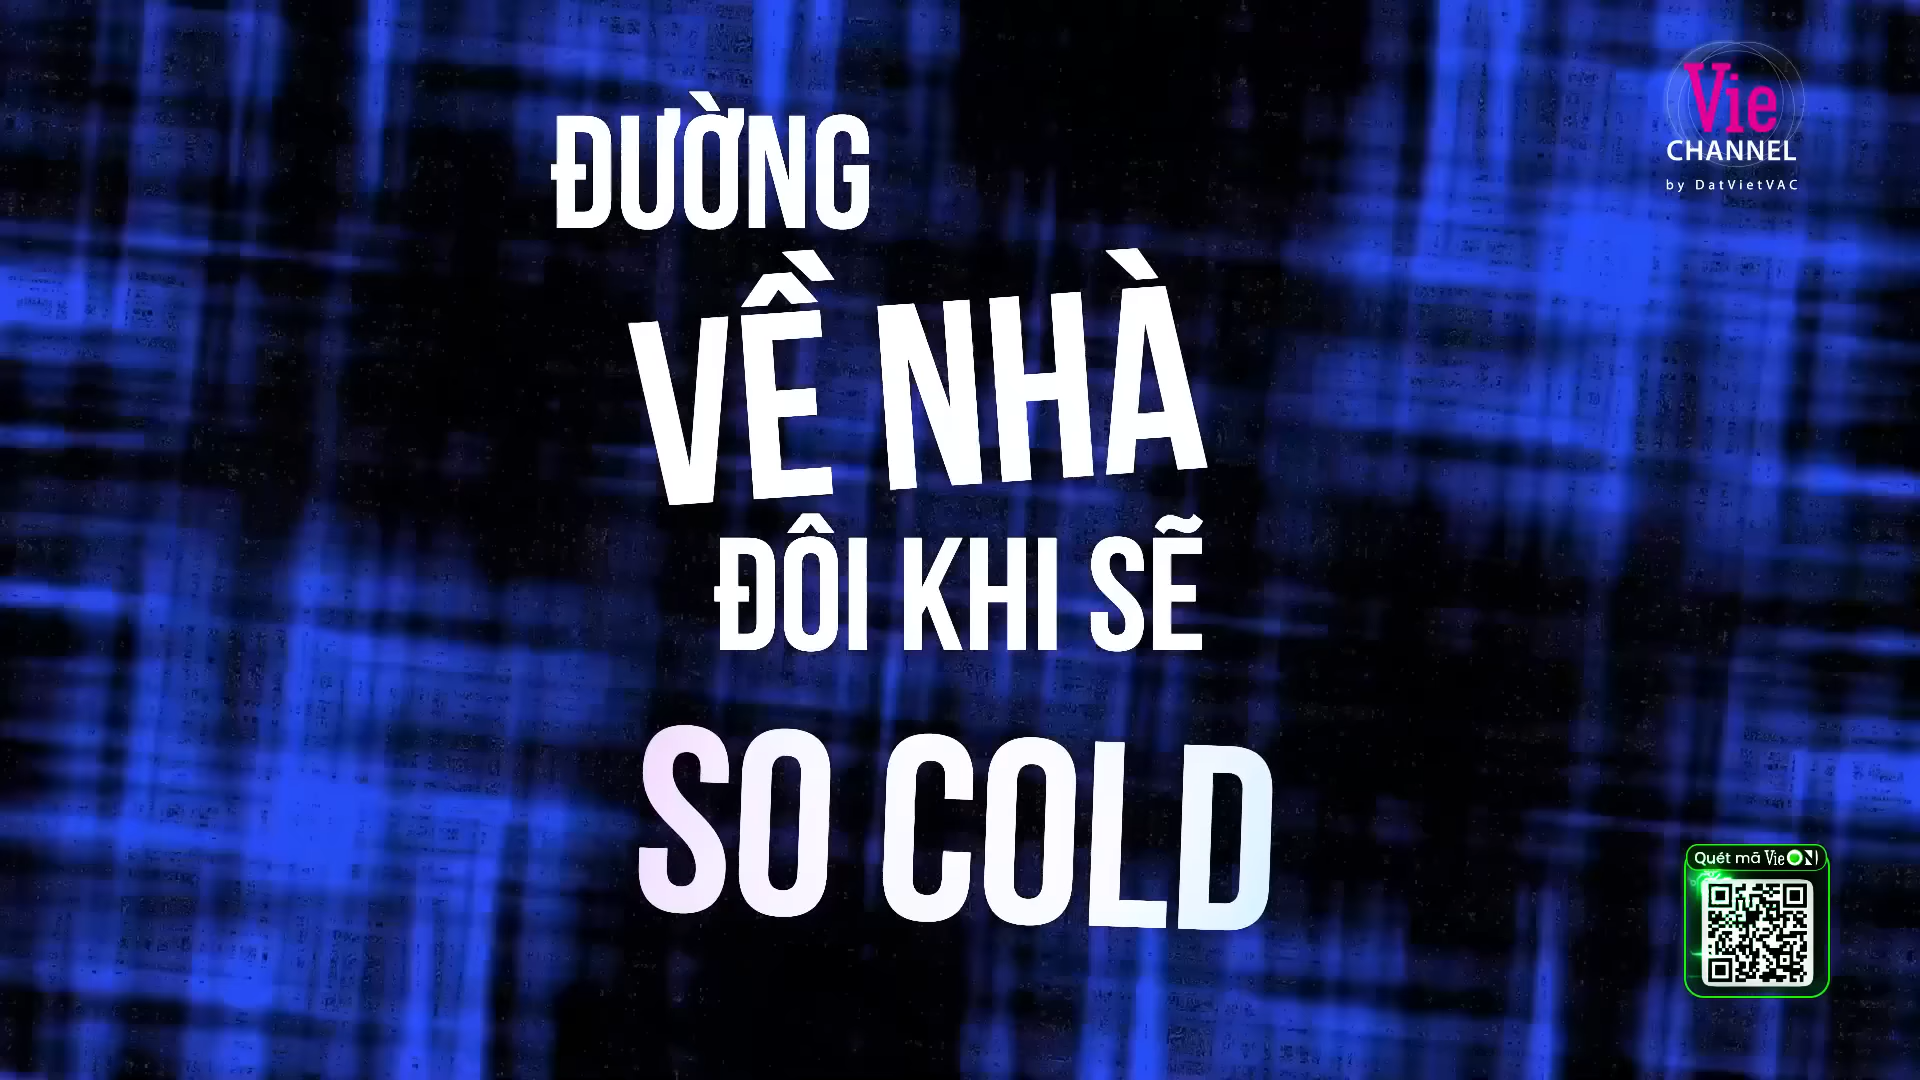 ĐƯỜNG
VỀ NHÀ
ĐÔI KHI SẼ
SO COLD
Vie
CHANNEL
by DatVietVAC
Quét mã VieON